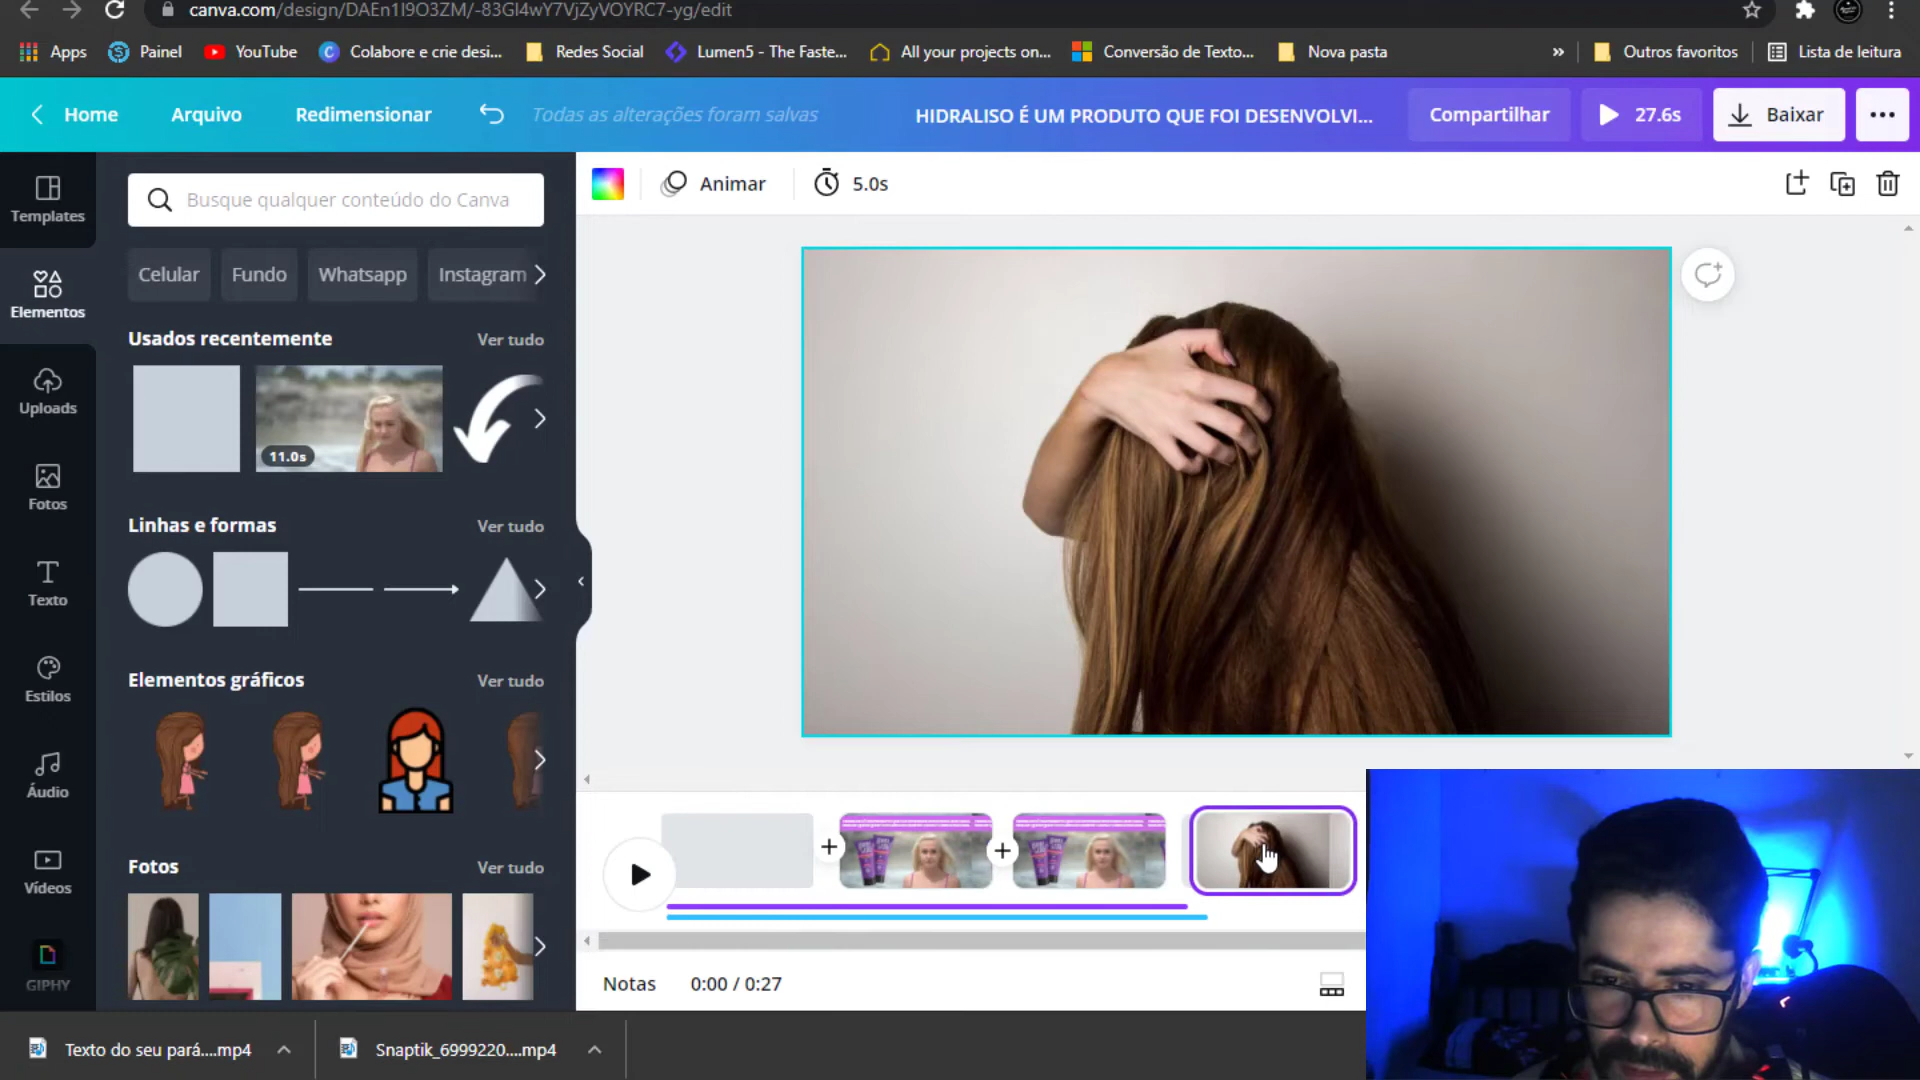 canva.com/design/DAEn1I9O3ZM/-83Gl4wY7VjZyVOYRC7-yg/edit
Apps Painel YouTube Colabore e crie desi... Redes Social Lumen5 - The Faste... All your projects on... Conversão de Texto... Nova pasta » Outros favoritos Lista de leitura
Home Arquivo Redimensionar Todas as alterações foram salvas HIDRALISO É UM PRODUTO QUE FOI DESENVOLVI... Compartilhar 27.6s Baixar
Templates
Elementos
Uploads
Fotos
Texto
Estilos
Áudio
Vídeos
GIPHY
Busque qualquer conteúdo do Canva
Celular Fundo Whatsapp Instagram
Usados recentemente Ver tudo
11.0s
Linhas e formas Ver tudo
Elementos gráficos Ver tudo
Fotos Ver tudo
Animar 5.0s
Notas 0:00 / 0:27
Texto do seu pará....mp4 Snaptik_6999220....mp4